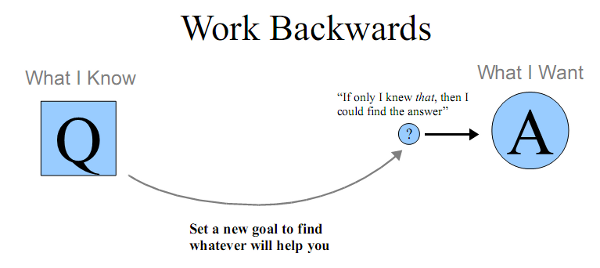 Work Backwards
What I Know
What I Want
Q
“If only I knew that, then I
could find the answer”
?
A
Set a new goal to find
whatever will help you